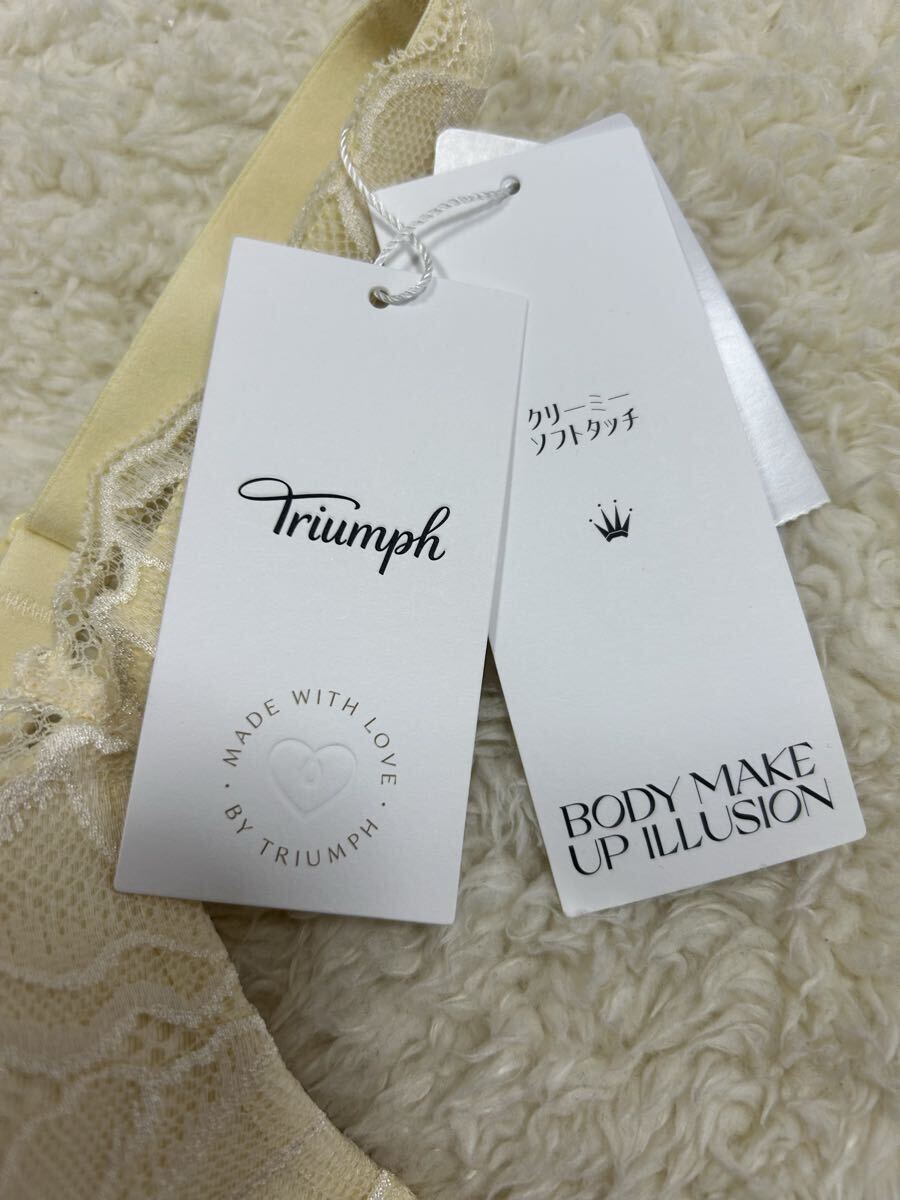 Triumph
MADE WITH LOVE
BY TRIUMPH
クリーミー
ソフトタッチ
BODY MAKE
UP ILLUSION